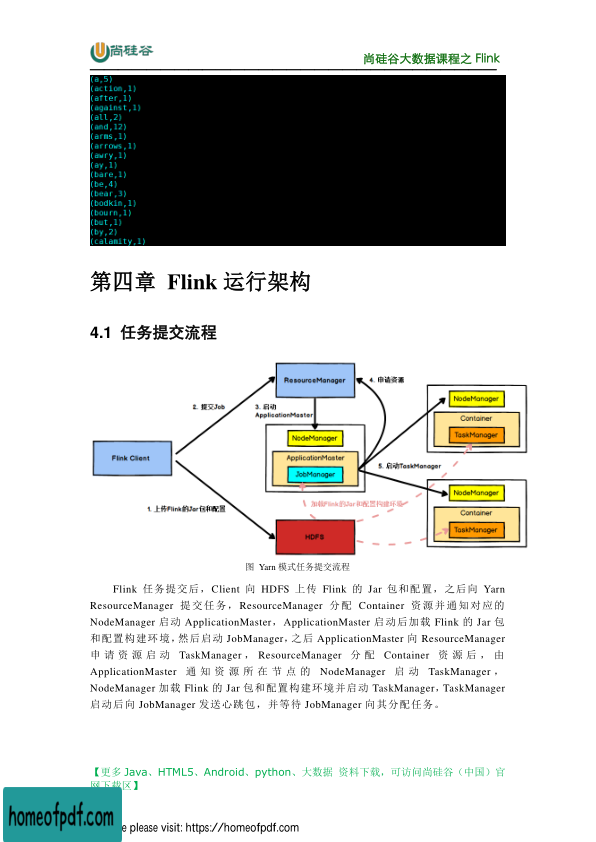 尚硅谷
尚硅谷大数据课程之 Flink
(a,5)
(action,1)
(after,1)
(against,1)
(all,2)
(and,12)
(arms,1)
(arrows,1)
(awry,1)
(ay,1)
(bare,1)
(be,4)
(bear,3)
(bodkin,1)
(bourn,1)
(but,1)
(by,2)
(calamity,1)
第四章 Flink 运行架构
4.1 任务提交流程
ResourceManager
4. 申请资源
2. 提交Job
3. 启动
ApplicationMaster
NodeManager
Container
TaskManager
NodeManager
ApplicationMaster
JobManager
Flink Client
5. 启动TaskManager
NodeManager
Container
TaskManager
1. 上传Flink的Jar包和配置
加载Flink的Jar和配置构建环境
HDFS
图 Yarn 模式任务提交流程
Flink 任务提交后，Client 向 HDFS 上传 Flink 的 Jar 包和配置，之后向 Yarn
ResourceManager 提交任务，ResourceManager 分配 Container 资源并通知对应的
NodeManager 启动 ApplicationMaster，ApplicationMaster 启动后加载 Flink 的 Jar 包
和配置构建环境，然后启动 JobManager，之后 ApplicationMaster 向 ResourceManager
申请资源启动 TaskManager，ResourceManager 分配 Container 资源后，由
ApplicationMaster 通知资源所在节点的 NodeManager 启动 TaskManager，
NodeManager 加载 Flink 的 Jar 包和配置构建环境并启动 TaskManager，TaskManager
启动后向 JobManager 发送心跳包，并等待 JobManager 向其分配任务。
【更多 Java、HTML5、Android、python、大数据 资料下载，可访问尚硅谷（中国）官
网下载区】
homeofpdf.com
please visit: https://homeofpdf.com